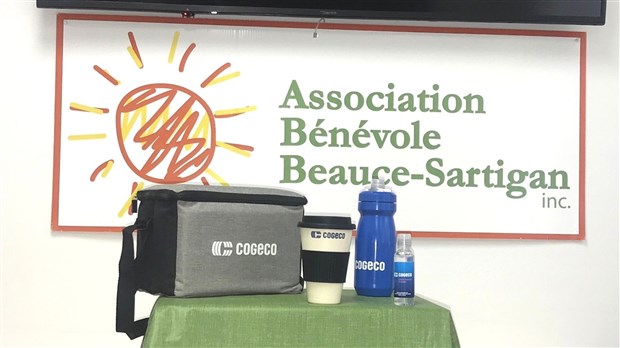 Association
Bénévole
Beauce-Sartigan
inc.
COGECO
COGECO
COGECO
COGECO